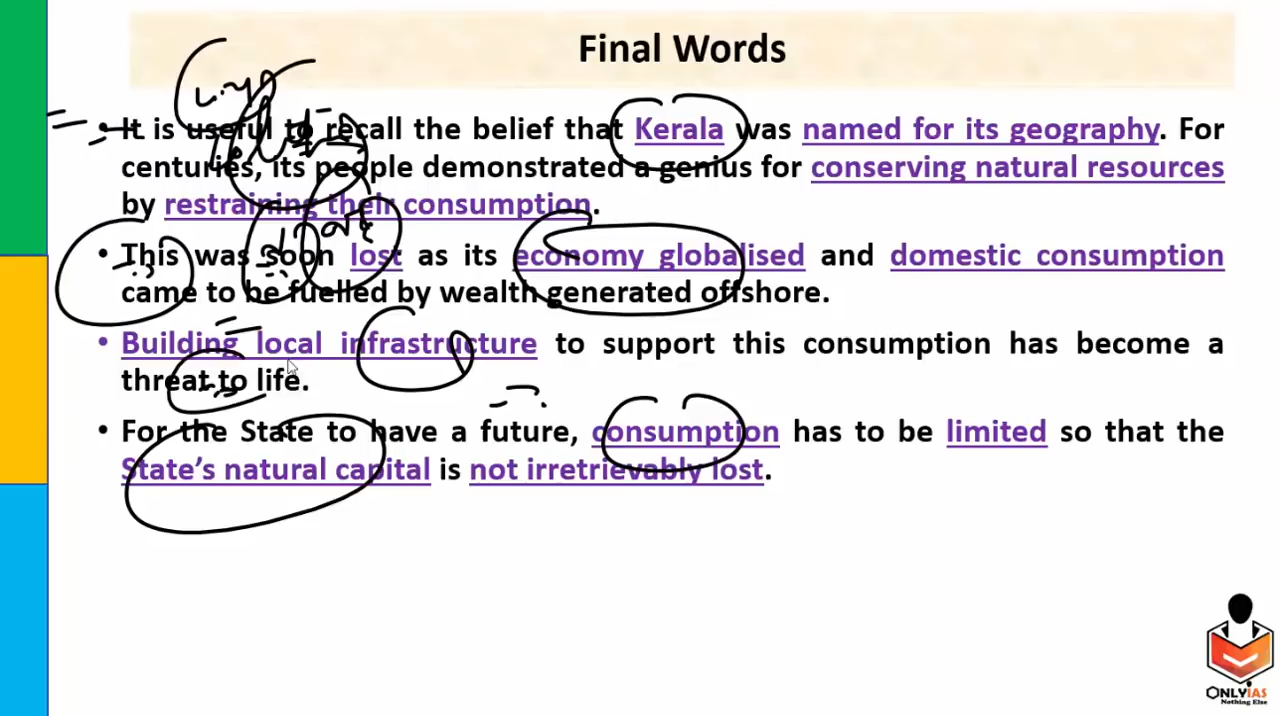 Final Words
• It is useful to recall the belief that Kerala was named for its geography. For
centuries, its people demonstrated a genius for conserving natural resources
by restraining their consumption.
• This was soon lost as its economy globalised and domestic consumption
came to be fuelled by wealth generated offshore.
• Building local infrastructure to support this consumption has become a
threat to life.
• For the State to have a future, consumption has to be limited so that the
State's natural capital is not irretrievably lost.
ONLYIAS
Nothing Else